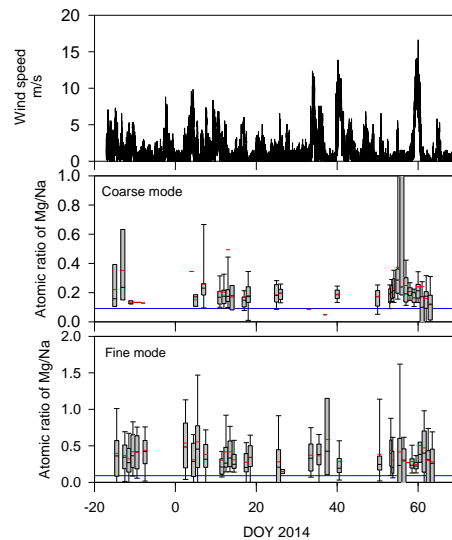 20
15
10
5
0
Wind speed
m/s
1.0
0.8
0.6
0.4
0.2
0.0
Coarse mode
Atomic ratio of Mg/Na
2.0
1.5
1.0
0.5
0.0
Fine mode
Atomic ratio of Mg/Na
-20 0 20 40 60
DOY 2014